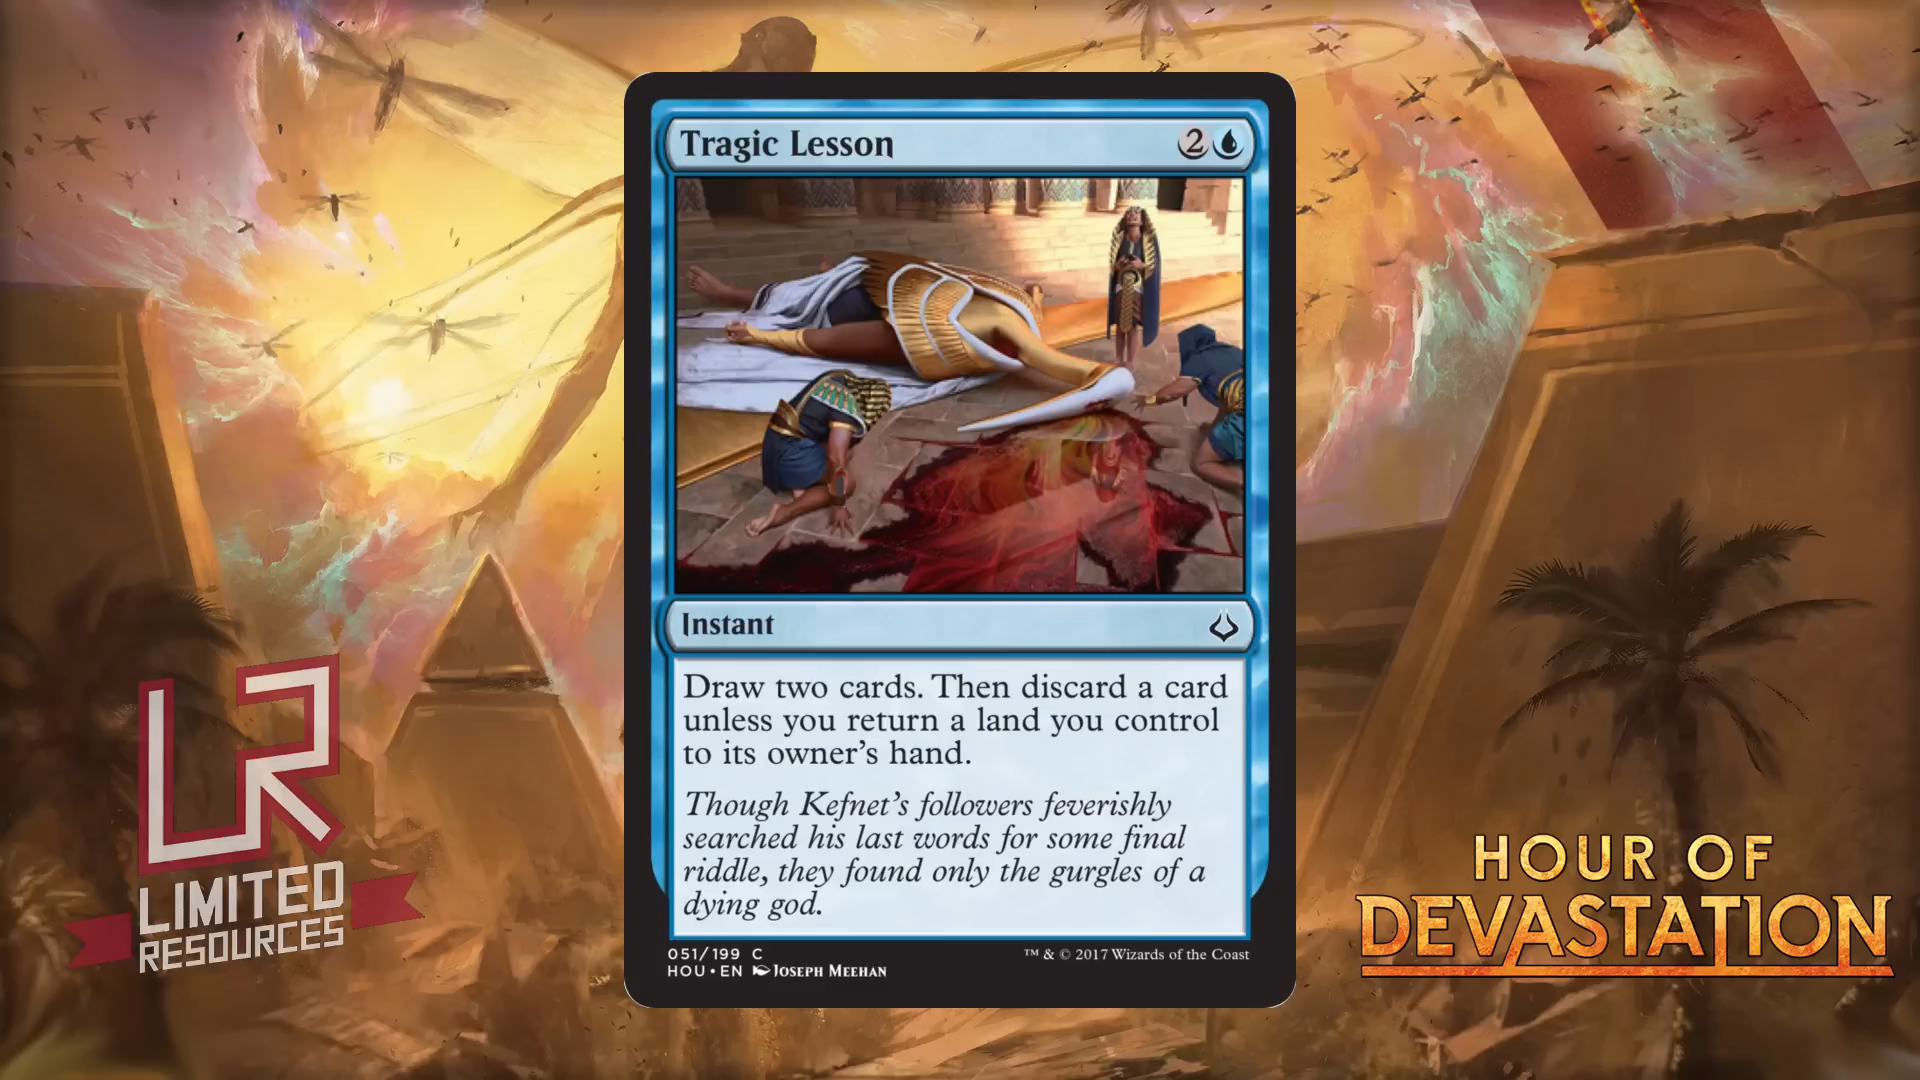 Tragic Lesson 2
Instant
Draw two cards. Then discard a card
unless you return a land you control
to its owner's hand.
Though Kefnet's followers feverishly
searched his last words for some final
riddle, they found only the gurgles of a
dying god.
051/199 C
HOU • EN Joseph Meehan
™ & © 2017 Wizards of the Coast
LR
LIMITED
RESOURCES
HOUR OF
DEVASTATION